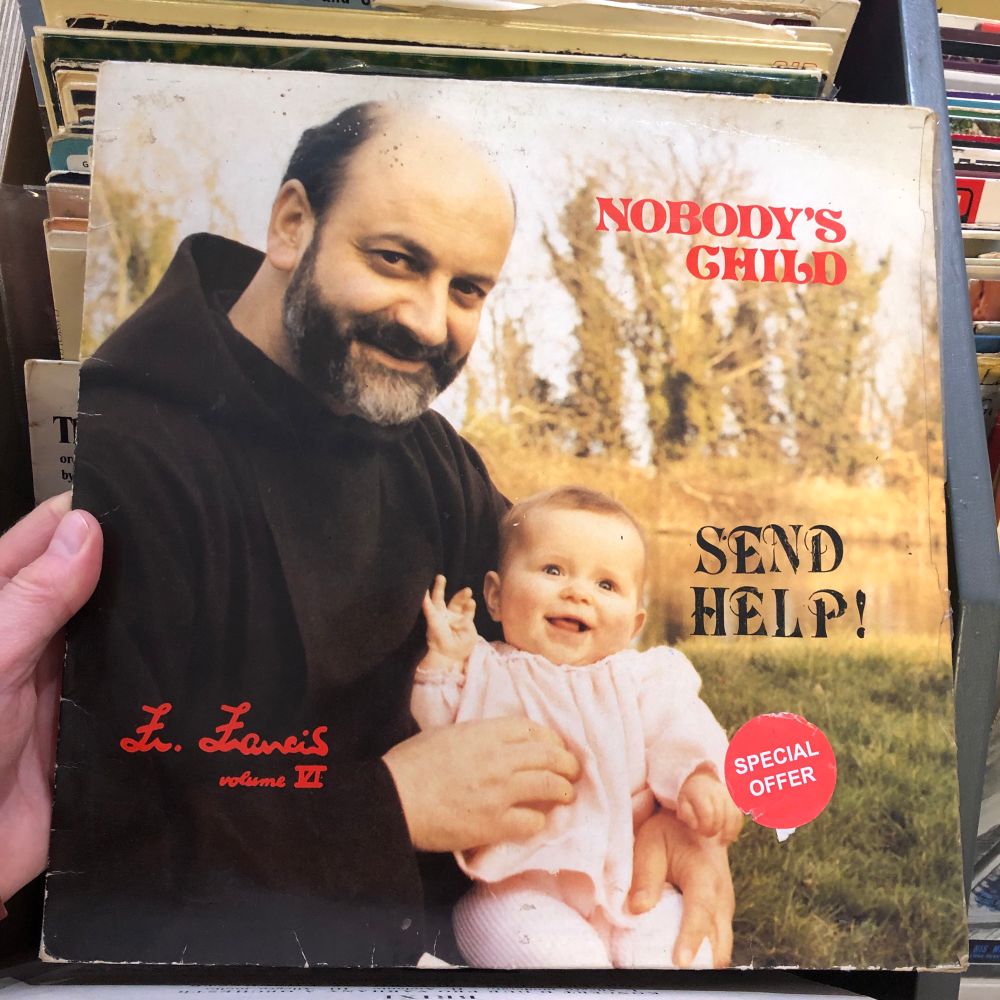 NOBODY'S
CHILD
SEND
HELP!
Fr. Francis
volume VI
SPECIAL
OFFER